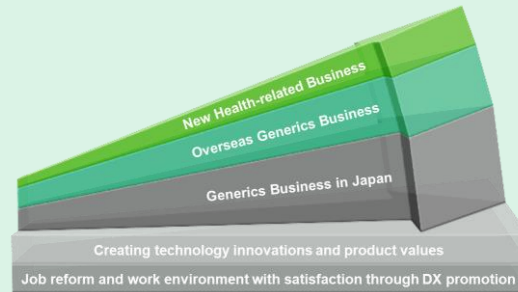 New Health-related Business
Overseas Generics Business
Generics Business in Japan
Creating technology innovations and product values
Job reform and work environment with satisfaction through DX promotion